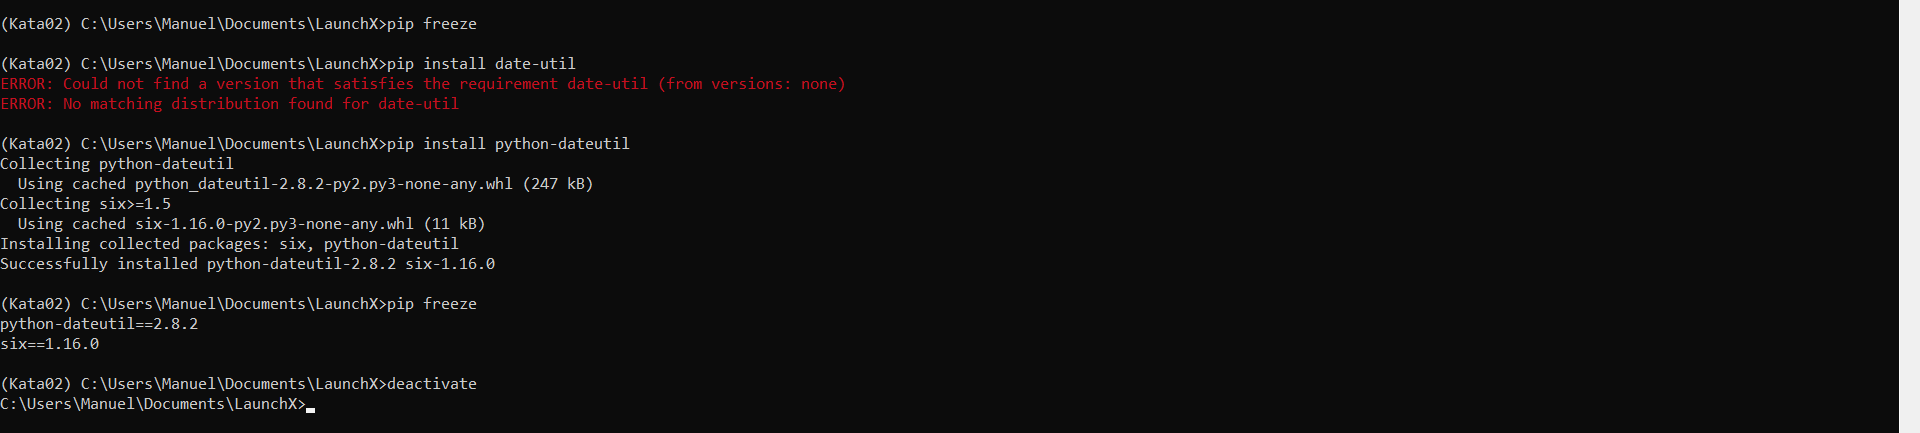 (Kata02) C:\Users\Manuel\Documents\LaunchX>pip freeze
(Kata02) C:\Users\Manuel\Documents\LaunchX>pip install date-util
ERROR: Could not find a version that satisfies the requirement date-util (from versions: none)
ERROR: No matching distribution found for date-util
(Kata02) C:\Users\Manuel\Documents\LaunchX>pip install python-dateutil
Collecting python-dateutil
  Using cached python_dateutil-2.8.2-py2.py3-none-any.whl (247 kB)
Collecting six>=1.5
  Using cached six-1.16.0-py2.py3-none-any.whl (11 kB)
Installing collected packages: six, python-dateutil
Successfully installed python-dateutil-2.8.2 six-1.16.0
(Kata02) C:\Users\Manuel\Documents\LaunchX>pip freeze
python-dateutil==2.8.2
six==1.16.0
(Kata02) C:\Users\Manuel\Documents\LaunchX>deactivate
C:\Users\Manuel\Documents\LaunchX>